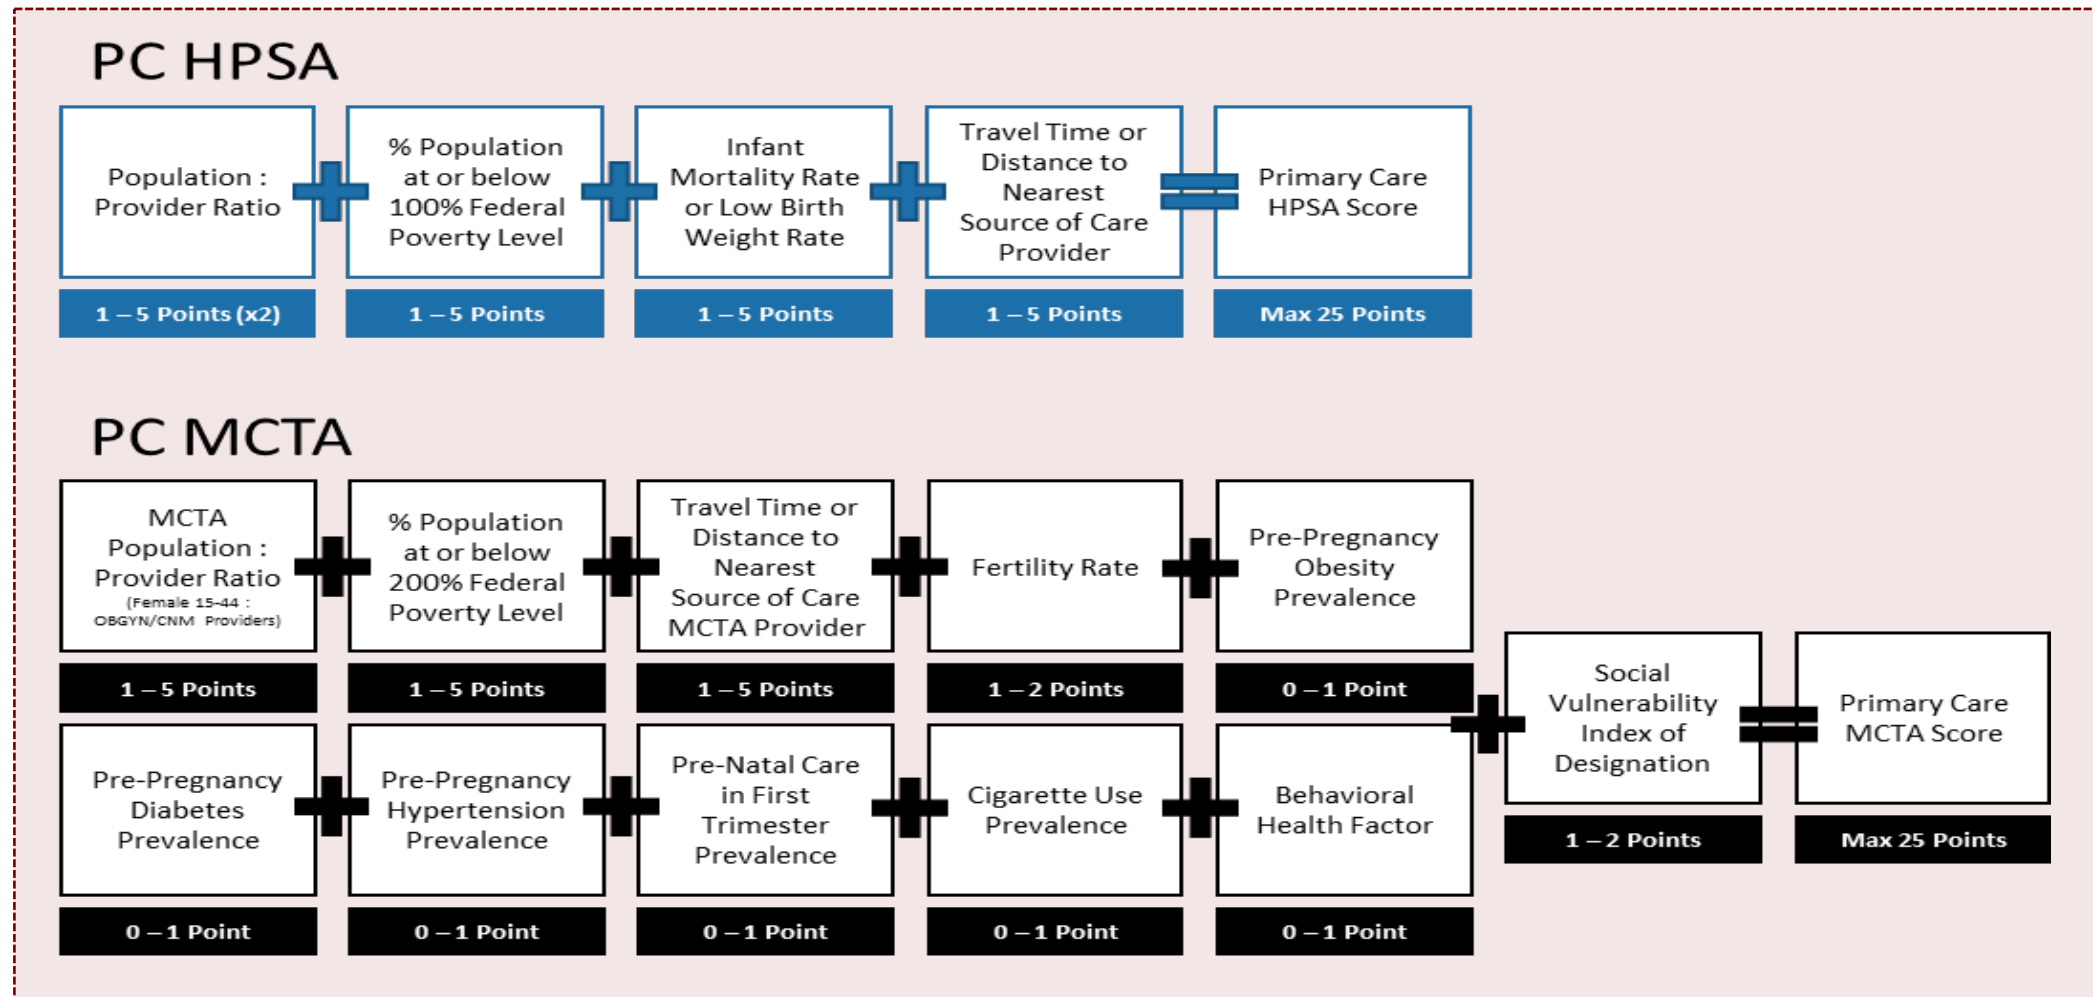 PC HPSA
Population :
Provider Ratio
% Population
at or below
100% Federal
Poverty Level
Infant
Mortality Rate
or Low Birth
Weight Rate
Travel Time or
Distance to
Nearest
Source of Care
Provider
Primary Care
HPSA Score
1 – 5 Points (x2)
1 – 5 Points
1 – 5 Points
1 – 5 Points
Max 25 Points
PC MCTA
MCTA
Population :
Provider Ratio
(Female 15-44 :
OBGYN/CNM Providers)
% Population
at or below
200% Federal
Poverty Level
Travel Time or
Distance to
Nearest
Source of Care
MCTA Provider
Fertility Rate
Pre-Pregnancy
Obesity
Prevalence
1 – 5 Points
1 – 5 Points
1 – 5 Points
1 – 2 Points
0 – 1 Point
Pre-Pregnancy
Diabetes
Prevalence
Pre-Pregnancy
Hypertension
Prevalence
Pre-Natal Care
in First
Trimester
Prevalence
Cigarette Use
Prevalence
Behavioral
Health Factor
0 – 1 Point
0 – 1 Point
0 – 1 Point
0 – 1 Point
0 – 1 Point
Social
Vulnerability
Index of
Designation
1 – 2 Points
Primary Care
MCTA Score
Max 25 Points